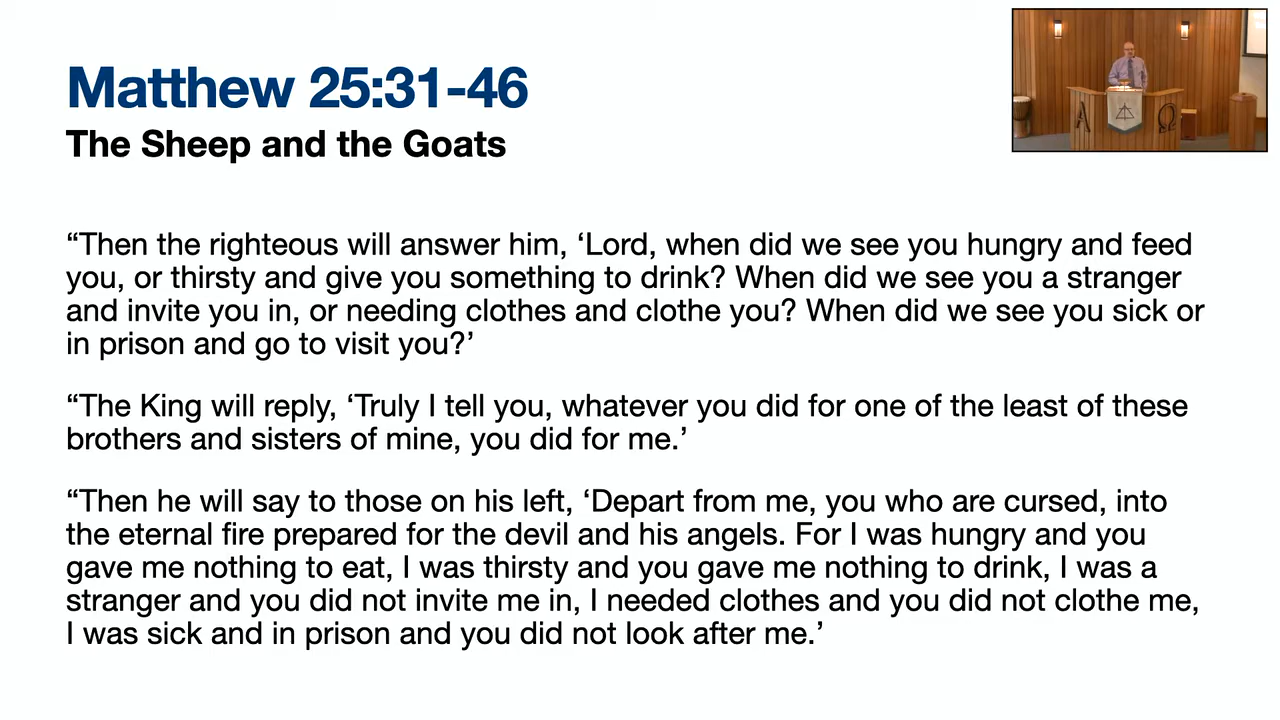 Matthew 25:31-46
The Sheep and the Goats
“Then the righteous will answer him, ‘Lord, when did we see you hungry and feed
you, or thirsty and give you something to drink? When did we see you a stranger
and invite you in, or needing clothes and clothe you? When did we see you sick or
in prison and go to visit you?’
“The King will reply, ‘Truly I tell you, whatever you did for one of the least of these
brothers and sisters of mine, you did for me.’
“Then he will say to those on his left, ‘Depart from me, you who are cursed, into
the eternal fire prepared for the devil and his angels. For I was hungry and you
gave me nothing to eat, I was thirsty and you gave me nothing to drink, I was a
stranger and you did not invite me in, I needed clothes and you did not clothe me,
I was sick and in prison and you did not look after me.’
Α Ω